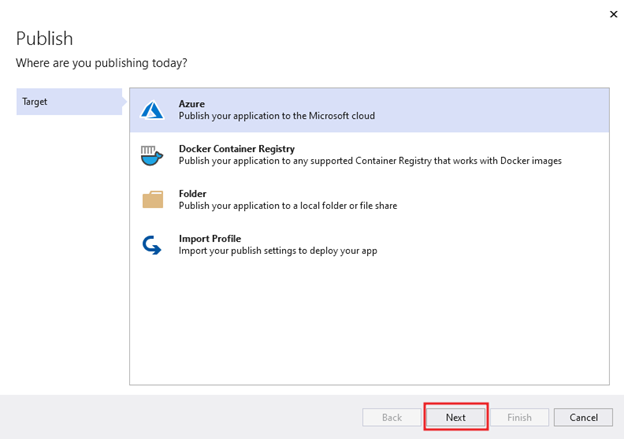 Publish
Where are you publishing today?
Target
Azure
Publish your application to the Microsoft cloud
Docker Container Registry
Publish your application to any supported Container Registry that works with Docker images
Folder
Publish your application to a local folder or file share
Import Profile
Import your publish settings to deploy your app
Back
Next
Finish
Cancel